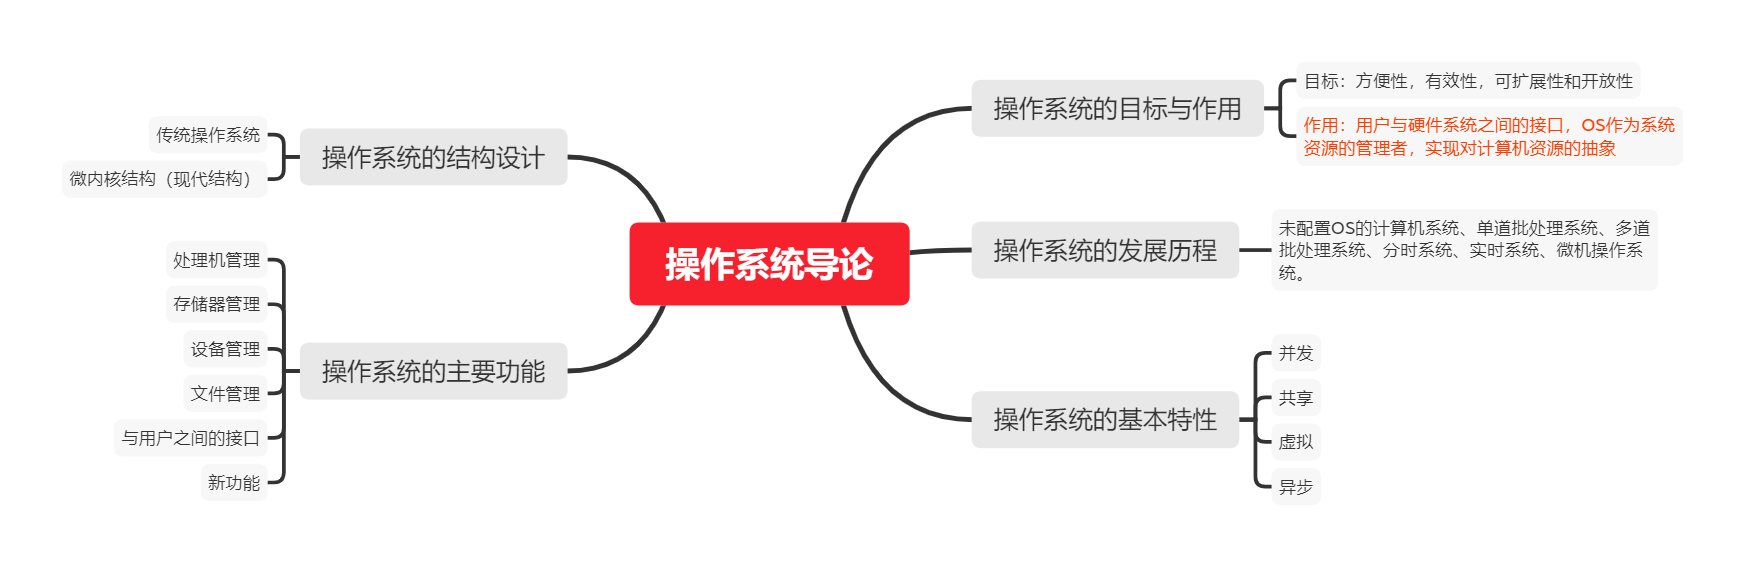 操作系统导论
操作系统的目标与作用
目标：方便性，有效性，可扩展性和开放性
作用：用户与硬件系统之间的接口，OS作为系统
资源的管理者，实现对计算机资源的抽象
操作系统的发展历程
未配置OS的计算机系统、单道批处理系统、多道
批处理系统、分时系统、实时系统、微机操作系
统。
操作系统的基本特性
并发
共享
虚拟
异步
操作系统的结构设计
传统操作系统
微内核结构（现代结构）
操作系统的主要功能
处理机管理
存储器管理
设备管理
文件管理
与用户之间的接口
新功能